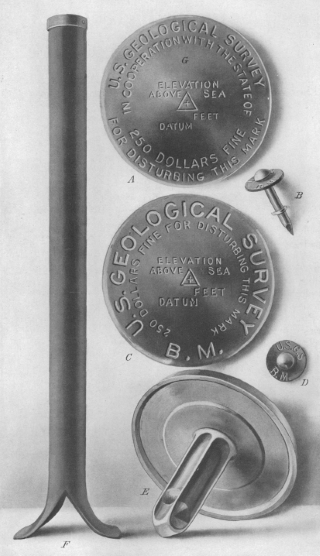 U.S. GEOLOGICAL SURVEY
IN COOPERATION WITH THE STATE OF
G
ELEVATION
ABOVE SEA
FEET
DATUM
250 DOLLARS FINE
FOR DISTURBING THIS MARK
A
B
U.S. GEOLOGICAL SURVEY
250 DOLLARS FINE FOR DISTURBING THIS MARK
ELEVATION
ABOVE SEA
FEET
DATUM
B.M.
C
U.S.G.S.
B.M.
D
E
F